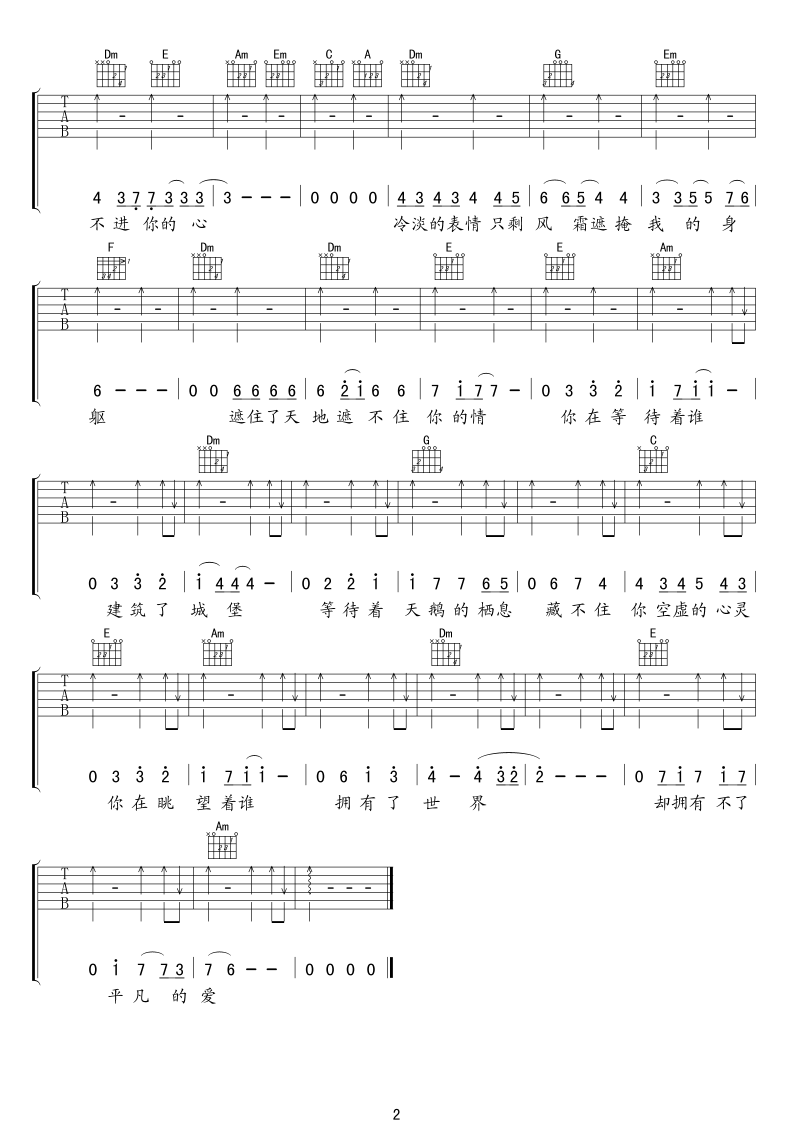 Dm E Am Em C A Dm G Em
T
A
B
4 3 7 7 3 3 3 3 - - - 0 0 0 0 4 3 4 3 4 4 5 6 6 5 4 4 3 3 5 5 7 6
不进你的心 冷淡的表情只剩风 霜遮掩我的身
F Dm Dm E E Am
T
A
B
6 - - - 0 0 6 6 6 6 6 2 1 6 6 7 1 7 7 - 0 3 3 2 1 7 1 1 -
躯 遮住了天地遮不住你的情 你在等待着谁
Dm G C
T
A
B
0 3 3 2 1 4 4 4 - 0 2 2 1 1 7 7 6 5 0 6 7 4 4 3 4 5 4 3
建筑了城堡 等待着天鹅的栖息 藏不住你空虚的心灵
E Am Dm E
T
A
B
0 3 3 2 1 7 1 1 - 0 6 1 3 4 - 4 3 2 2 - - - 0 7 1 7 1 7
你在眺望着谁 拥有了世界 却拥有不了
Am
T
A
B
0 1 7 7 3 7 6 - - 0 0 0 0
平凡的爱
2